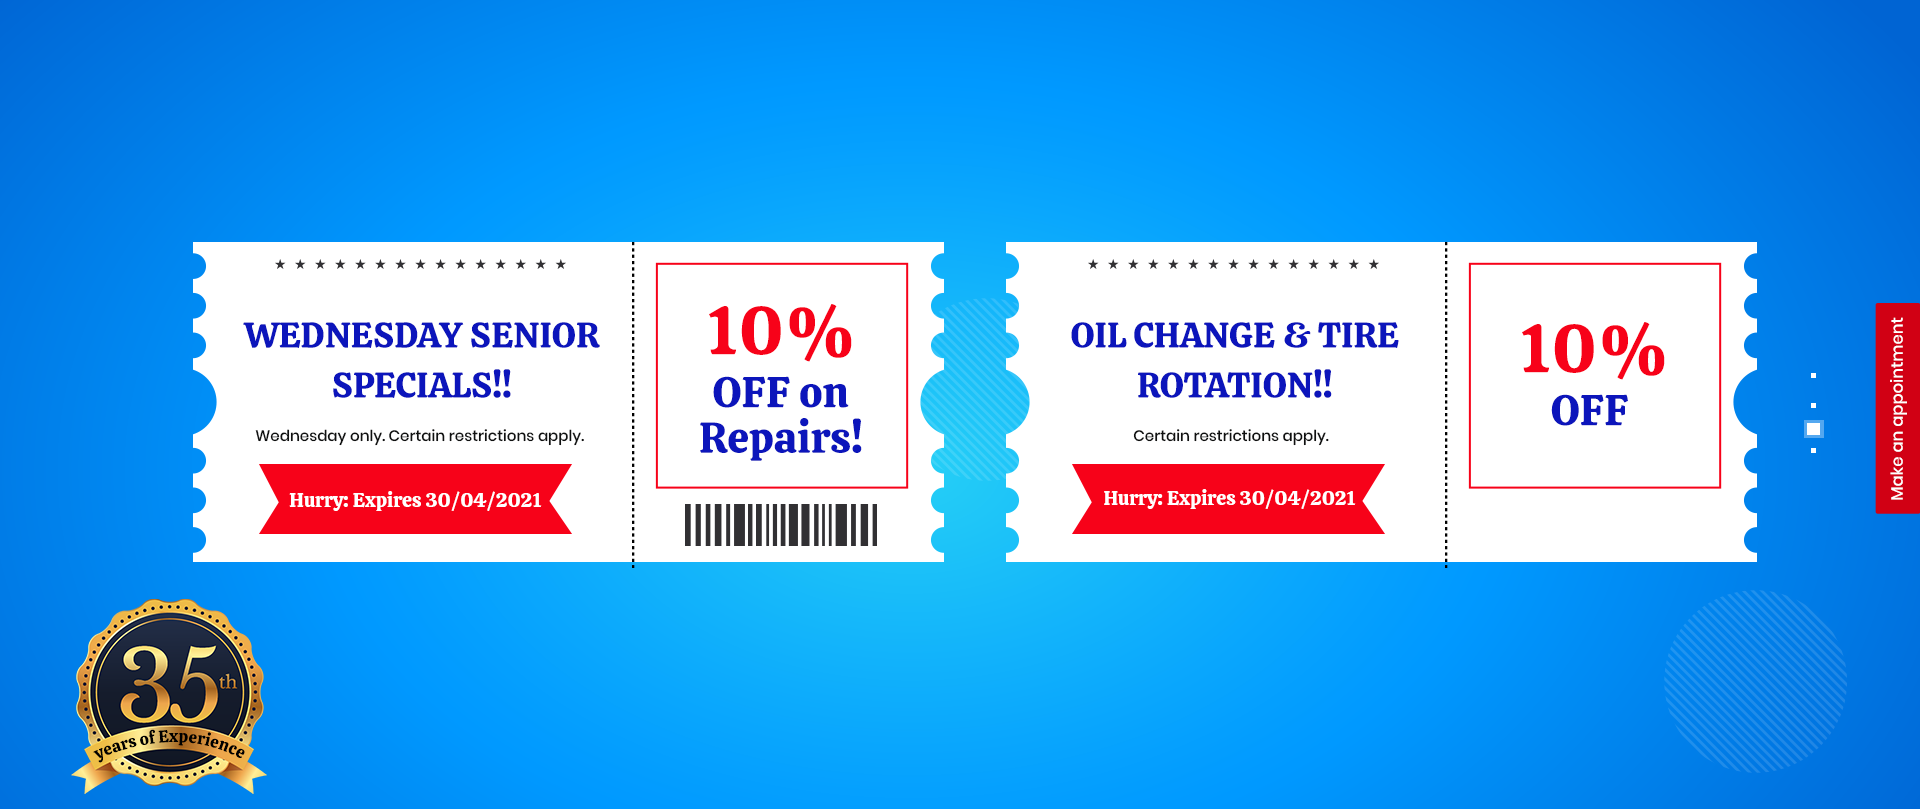 WEDNESDAY SENIOR
SPECIALS!!
Wednesday only. Certain restrictions apply.
Hurry: Expires 30/04/2021
10%
OFF on
Repairs!
OIL CHANGE & TIRE
ROTATION!!
Certain restrictions apply.
Hurry: Expires 30/04/2021
10%
OFF
Make an appointment
35th
years of Experience